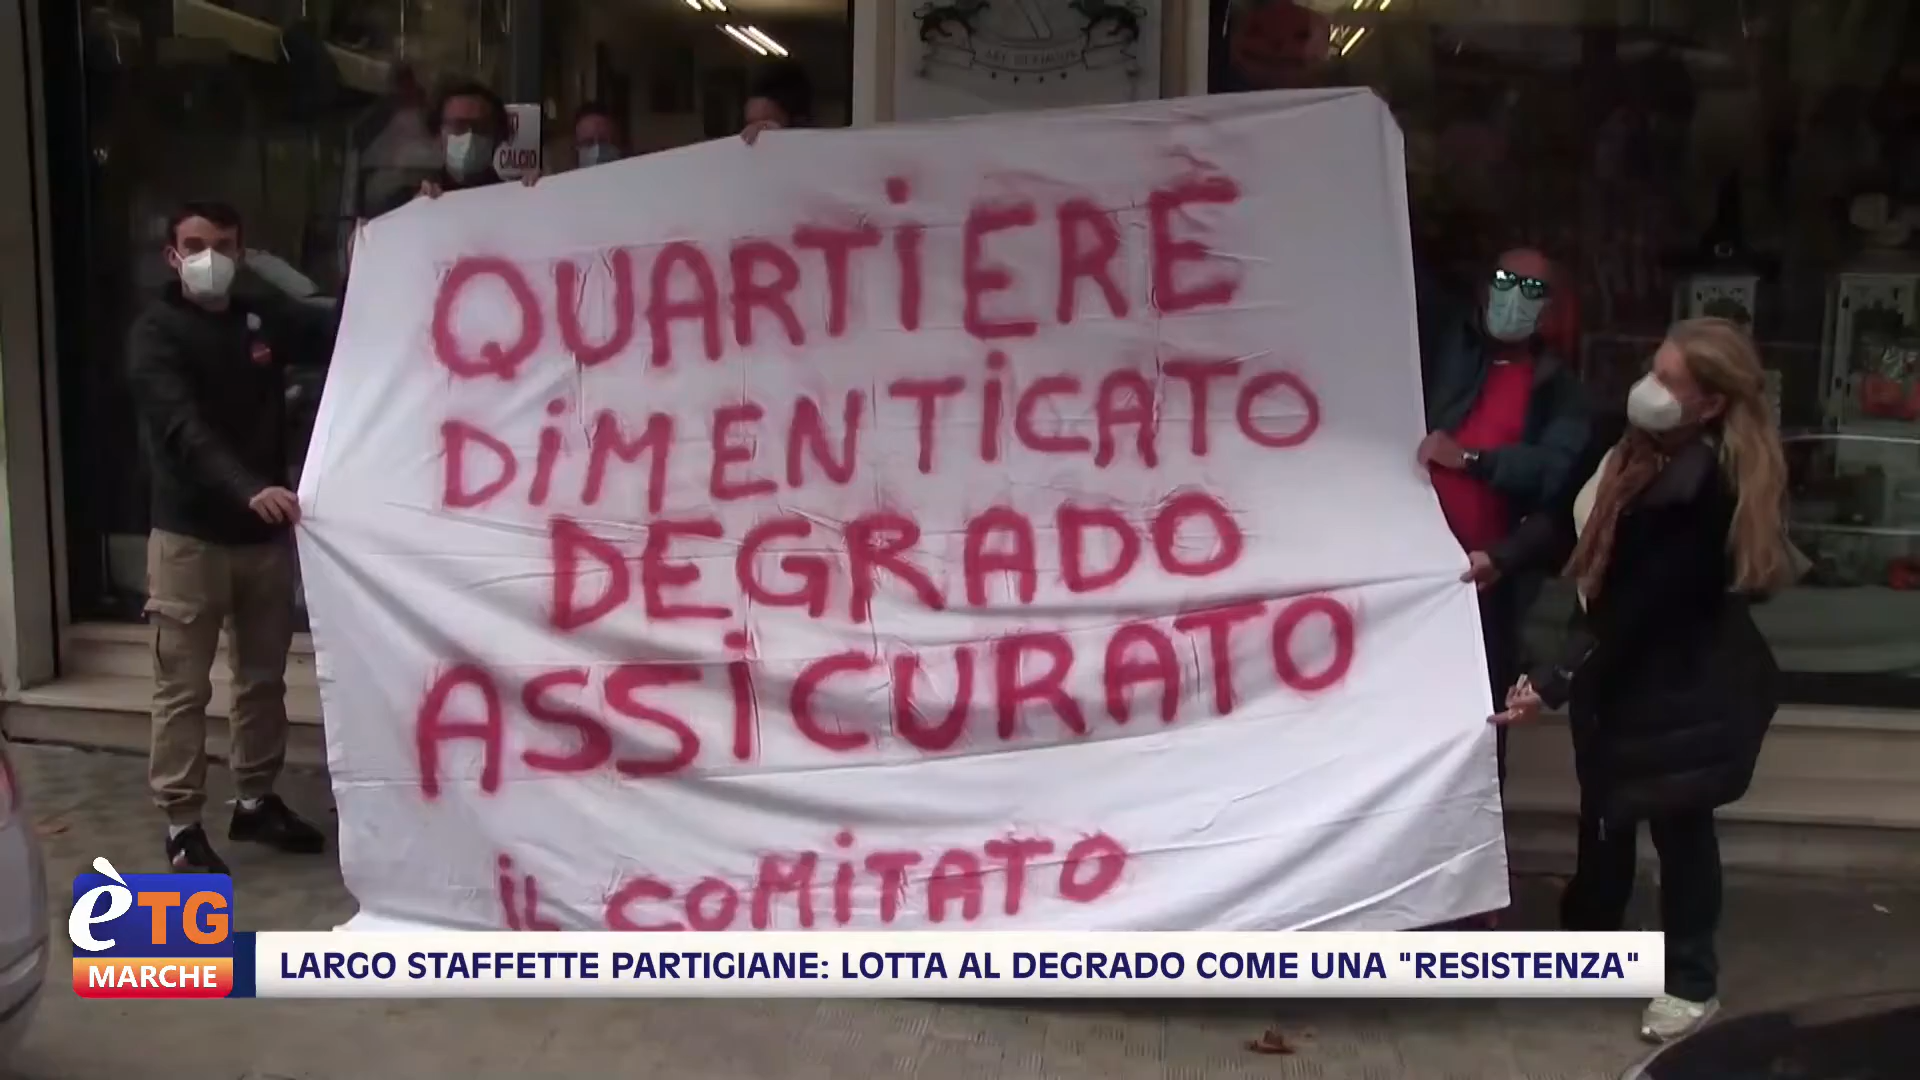 CALCIO
QUARTIERE
DIMENTICATO
DEGRADO
ASSICURATO
IL COMITATO
èTG
MARCHE
LARGO STAFFETTE PARTIGIANE: LOTTA AL DEGRADO COME UNA "RESISTENZA"